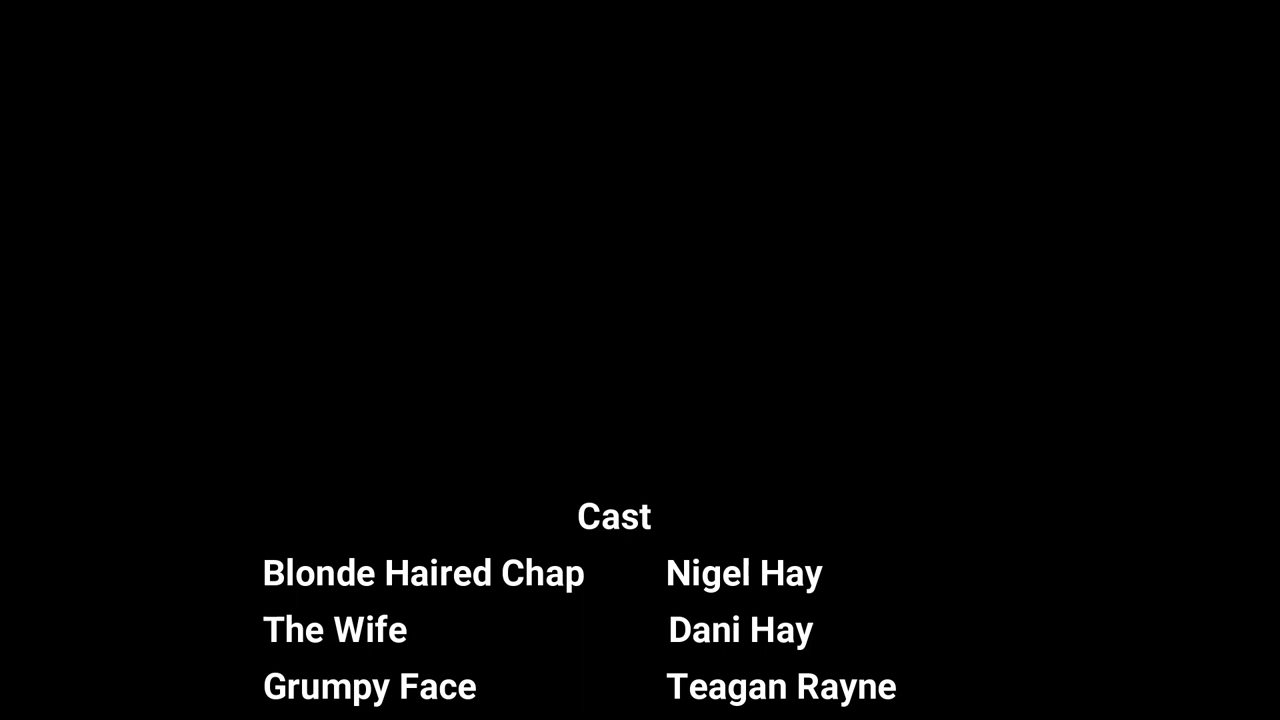 Cast
Blonde Haired Chap Nigel Hay
The Wife Dani Hay
Grumpy Face Teagan Rayne